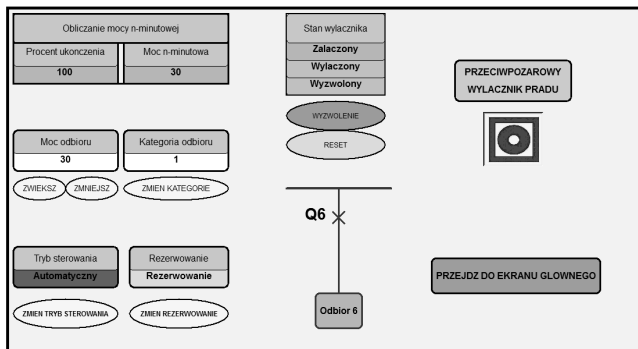 Obliczanie mocy n-minutowej
Procent ukonczenia
Moc n-minutowa
100
30
Stan wylacznika
Zalaczony
Wylaczony
Wyzwolony
WYZWOLENIE
RESET
PRZECIWPOZAROWY
WYLACZNIK PRADU
Moc odbioru
Kategoria odbioru
30
1
ZWIEKSZ
ZMNIEJSZ
ZMIEN KATEGORIE
Q6
Tryb sterowania
Rezerwowanie
Automatyczny
Rezerwowanie
ZMIEN TRYB STEROWANIA
ZMIEN REZERWOWANIE
Odbior 6
PRZEJDZ DO EKRANU GLOWNEGO